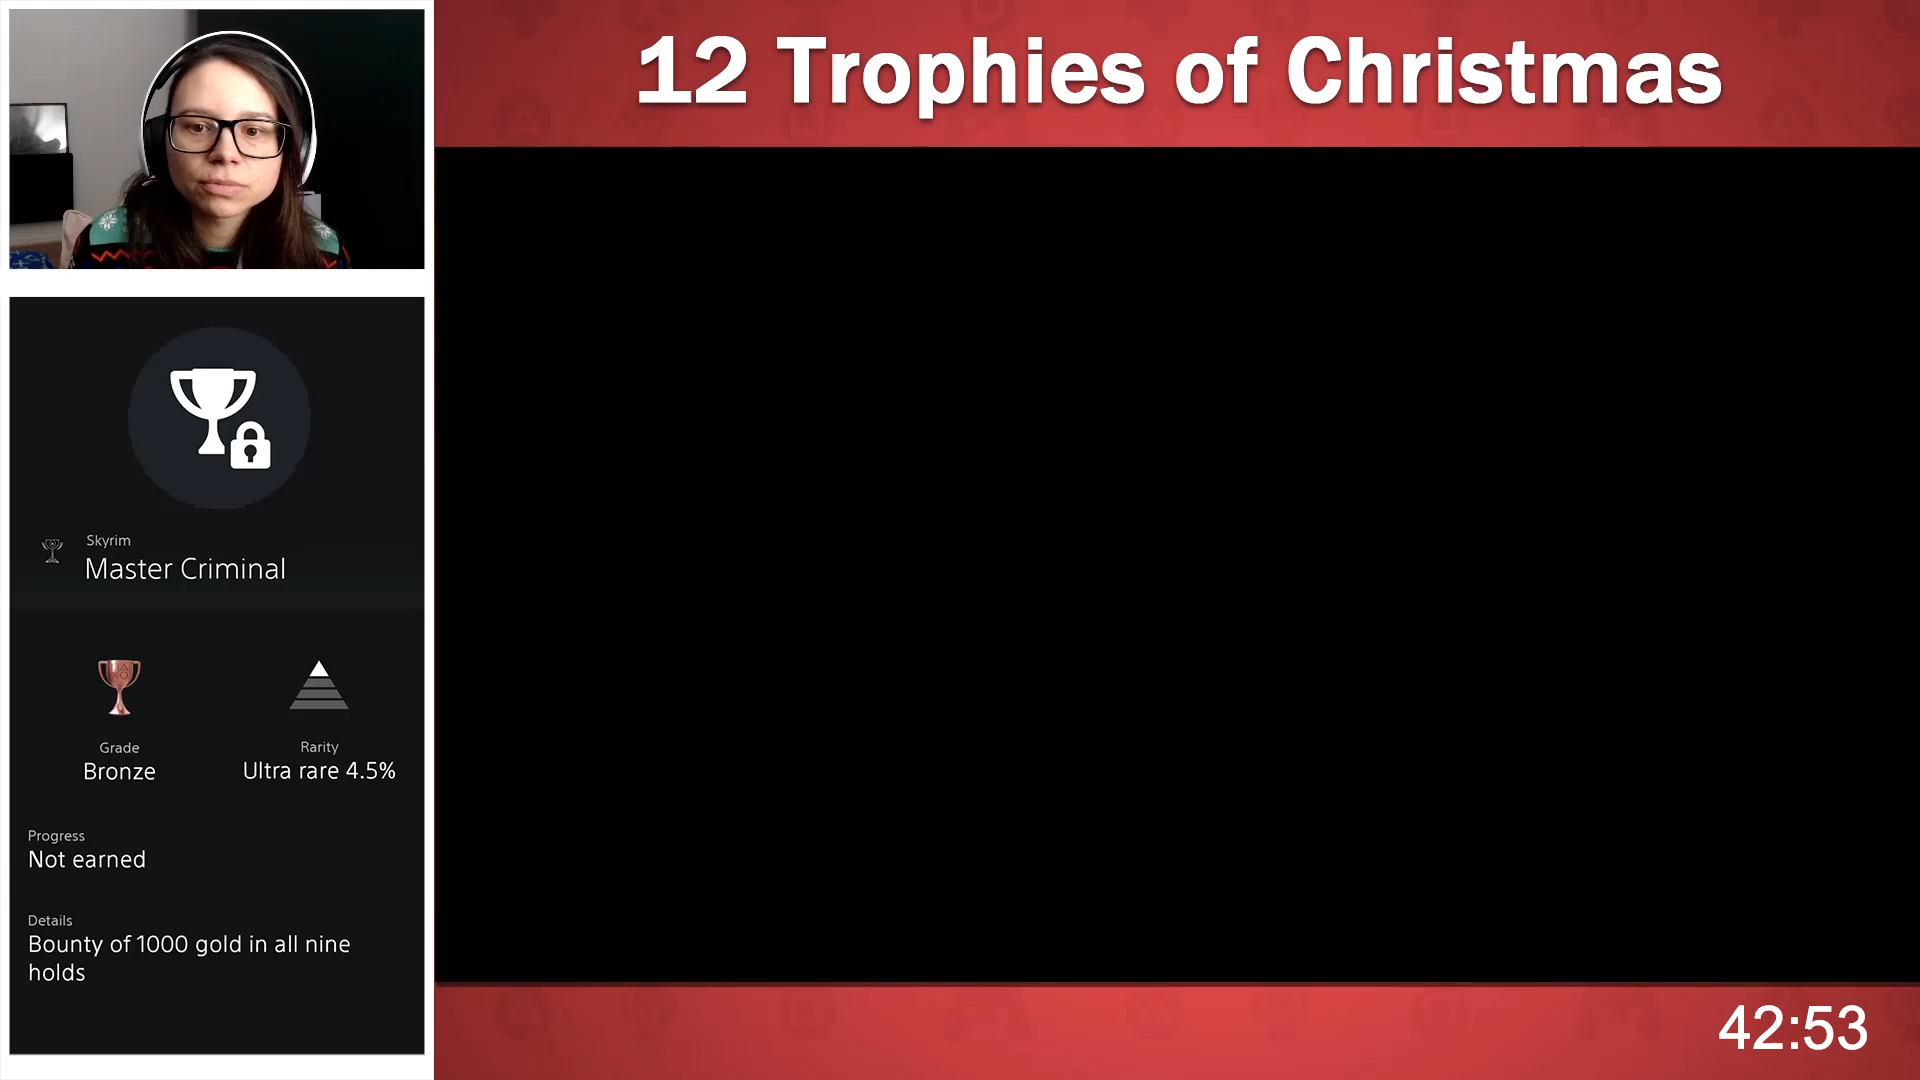 12 Trophies of Christmas
Skyrim
Master Criminal
Grade
Bronze
Rarity
Ultra rare 4.5%
Progress
Not earned
Details
Bounty of 1000 gold in all nine
holds
42:53